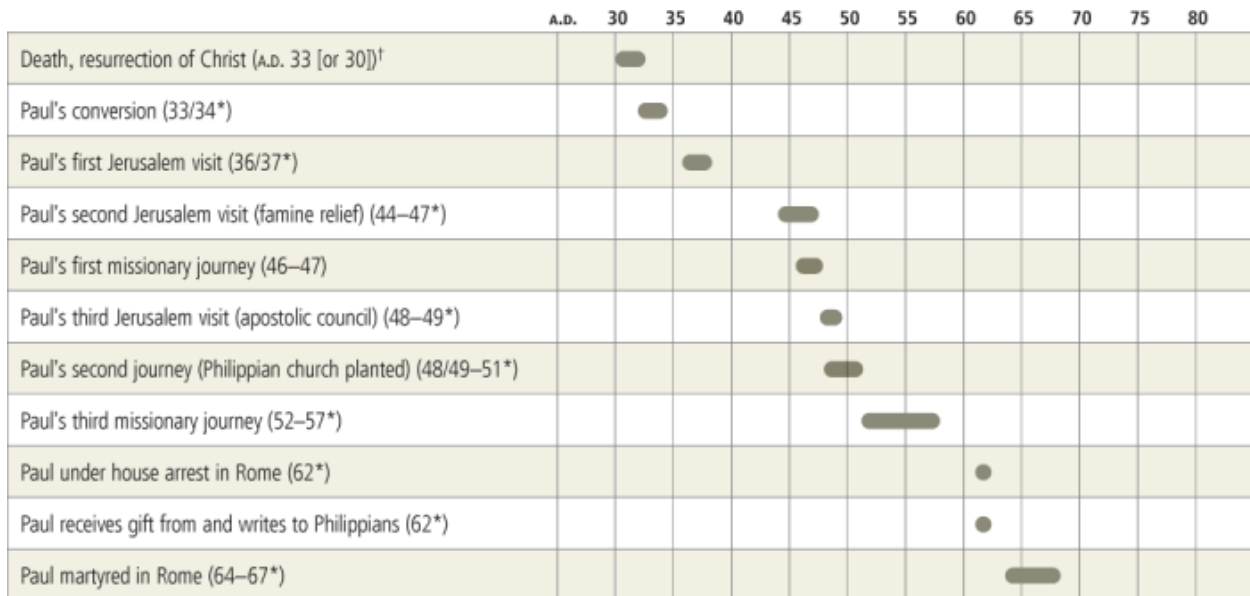 A.D. 30 35 40 45 50 55 60 65 70 75 80
Death, resurrection of Christ (A.D. 33 [or 30])†
Paul's conversion (33/34*)
Paul's first Jerusalem visit (36/37*)
Paul's second Jerusalem visit (famine relief) (44–47*)
Paul's first missionary journey (46–47)
Paul's third Jerusalem visit (apostolic council) (48–49*)
Paul's second journey (Philippian church planted) (48/49–51*)
Paul's third missionary journey (52–57*)
Paul under house arrest in Rome (62*)
Paul receives gift from and writes to Philippians (62*)
Paul martyred in Rome (64–67*)